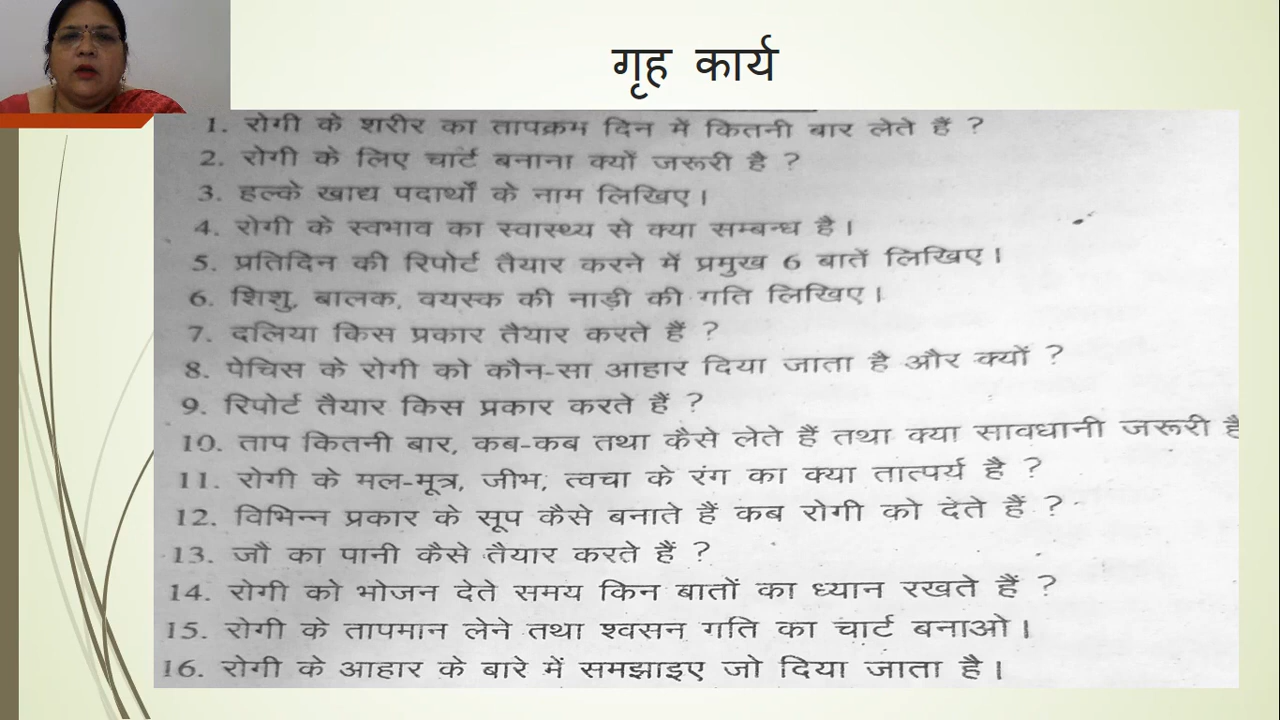 गृह कार्य
1. रोगी के शरीर का तापक्रम दिन में कितनी बार लेते हैं ?
2. रोगी के लिए चार्ट बनाना क्यों जरूरी है ?
3. हल्के खाद्य पदार्थों के नाम लिखिए।
4. रोगी के स्वभाव का स्वास्थ्य से क्या सम्बन्ध है।
5. प्रतिदिन की रिपोर्ट तैयार करने में प्रमुख 6 बातें लिखिए।
6. शिशु, बालक, वयस्क की नाड़ी की गति लिखिए।
7. दलिया किस प्रकार तैयार करते हैं ?
8. पेचिस के रोगी को कौन-सा आहार दिया जाता है और क्यों ?
9. रिपोर्ट तैयार किस प्रकार करते हैं ?
10. ताप कितनी बार, कब-कब तथा कैसे लेते हैं तथा क्या सावधानी जरूरी है
11. रोगी के मल-मूत्र, जीभ, त्वचा के रंग का क्या तात्पर्य है ?
12. विभिन्न प्रकार के सूप कैसे बनाते हैं कब रोगी को देते हैं ?
13. जौ का पानी कैसे तैयार करते हैं ?
14. रोगी को भोजन देते समय किन बातों का ध्यान रखते हैं ?
15. रोगी के तापमान लेने तथा श्वसन गति का चार्ट बनाओ।
16. रोगी के आहार के बारे में समझाइए जो दिया जाता है।